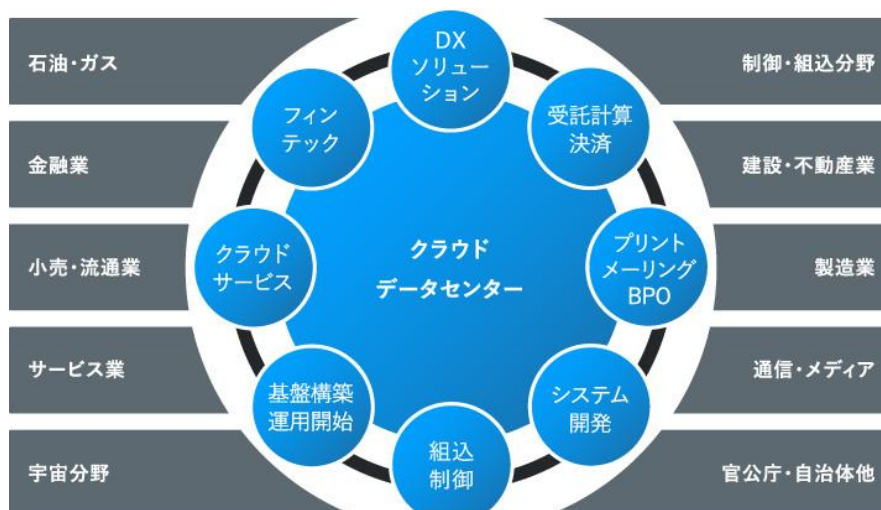 石油・ガス
金融業
小売・流通業
サービス業
宇宙分野
DX
ソリュー
ション
受託計算
決済
プリント
メーリング
BPO
システム
開発
組込
制御
基盤構築
運用開始
クラウド
サービス
フィン
テック
クラウド
データセンター
制御・組込分野
建設・不動産業
製造業
通信・メディア
官公庁・自治体他